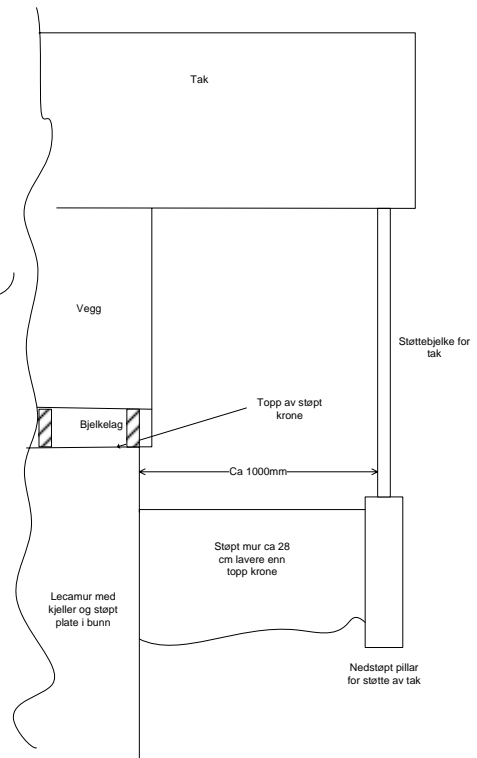 Tak
Vegg
Støttebjelke for
tak
Topp av støpt
krone
Bjelkelag
Ca 1000mm
Støpt mur ca 28
cm lavere enn
topp krone
Lecamur med
kjeller og støpt
plate i bunn
Nedstøpt pillar
for støtte av tak